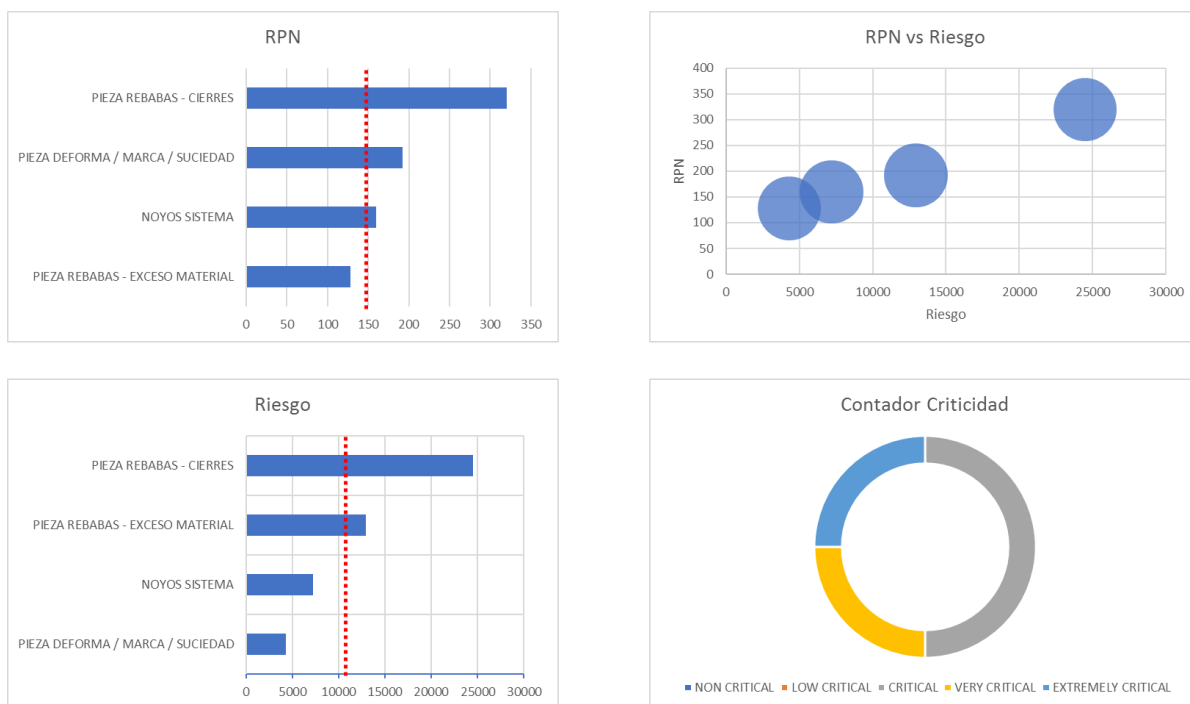 RPN
PIEZA REBABAS - CIERRES
PIEZA DEFORMA / MARCA / SUCIEDAD
NOYOS SISTEMA
PIEZA REBABAS - EXCESO MATERIAL
0 50 100 150 200 250 300 350
RPN vs Riesgo
RPN
400
350
300
250
200
150
100
50
0
0 5000 10000 15000 20000 25000 30000
Riesgo
Riesgo
PIEZA REBABAS - CIERRES
PIEZA REBABAS - EXCESO MATERIAL
NOYOS SISTEMA
PIEZA DEFORMA / MARCA / SUCIEDAD
0 5000 10000 15000 20000 25000 30000
Contador Criticidad
NON CRITICAL LOW CRITICAL CRITICAL VERY CRITICAL EXTREMELY CRITICAL